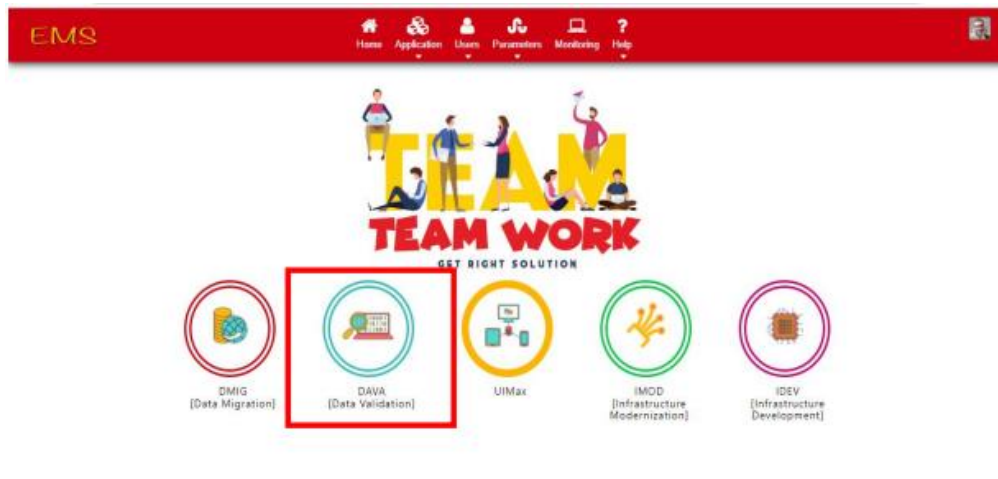 EMS
Home Application Users Parameters Monitoring Help
TEAM
TEAM WORK
GET RIGHT SOLUTION
DMIG
[Data Migration]
DAVA
[Data Validation]
UIMax
IMOD
[Infrastructure
Modernization]
IDEV
[Infrastructure
Development]